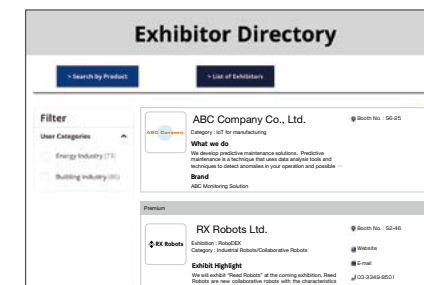 Exhibitor Directory
> Search by Product
> List of Exhibitors
Filter
User Categories
Energy Industry (73)
Building Industry (85)
ABC Company
ABC Company Co., Ltd.
Booth No. : S6-25
Category : IoT for manufacturing
What we do
We develop predictive maintenance solutions. Predictive
maintenance is a technique that uses data analysis tools and
techniques to detect anomalies in your operation and possible ...
Brand
ABC Monitoring Solution
Premium
RX Robots
RX Robots Ltd.
Booth No. : S2-46
Exhibition : RoboDEX
Category : Industrial Robots/Collaborative Robots
Website
E-mail
03-3349-8501
Exhibit Highlight
We will exhibit "Reed Robots" at the coming exhibition. Reed
Robots are new collaborative robots with the characteristics